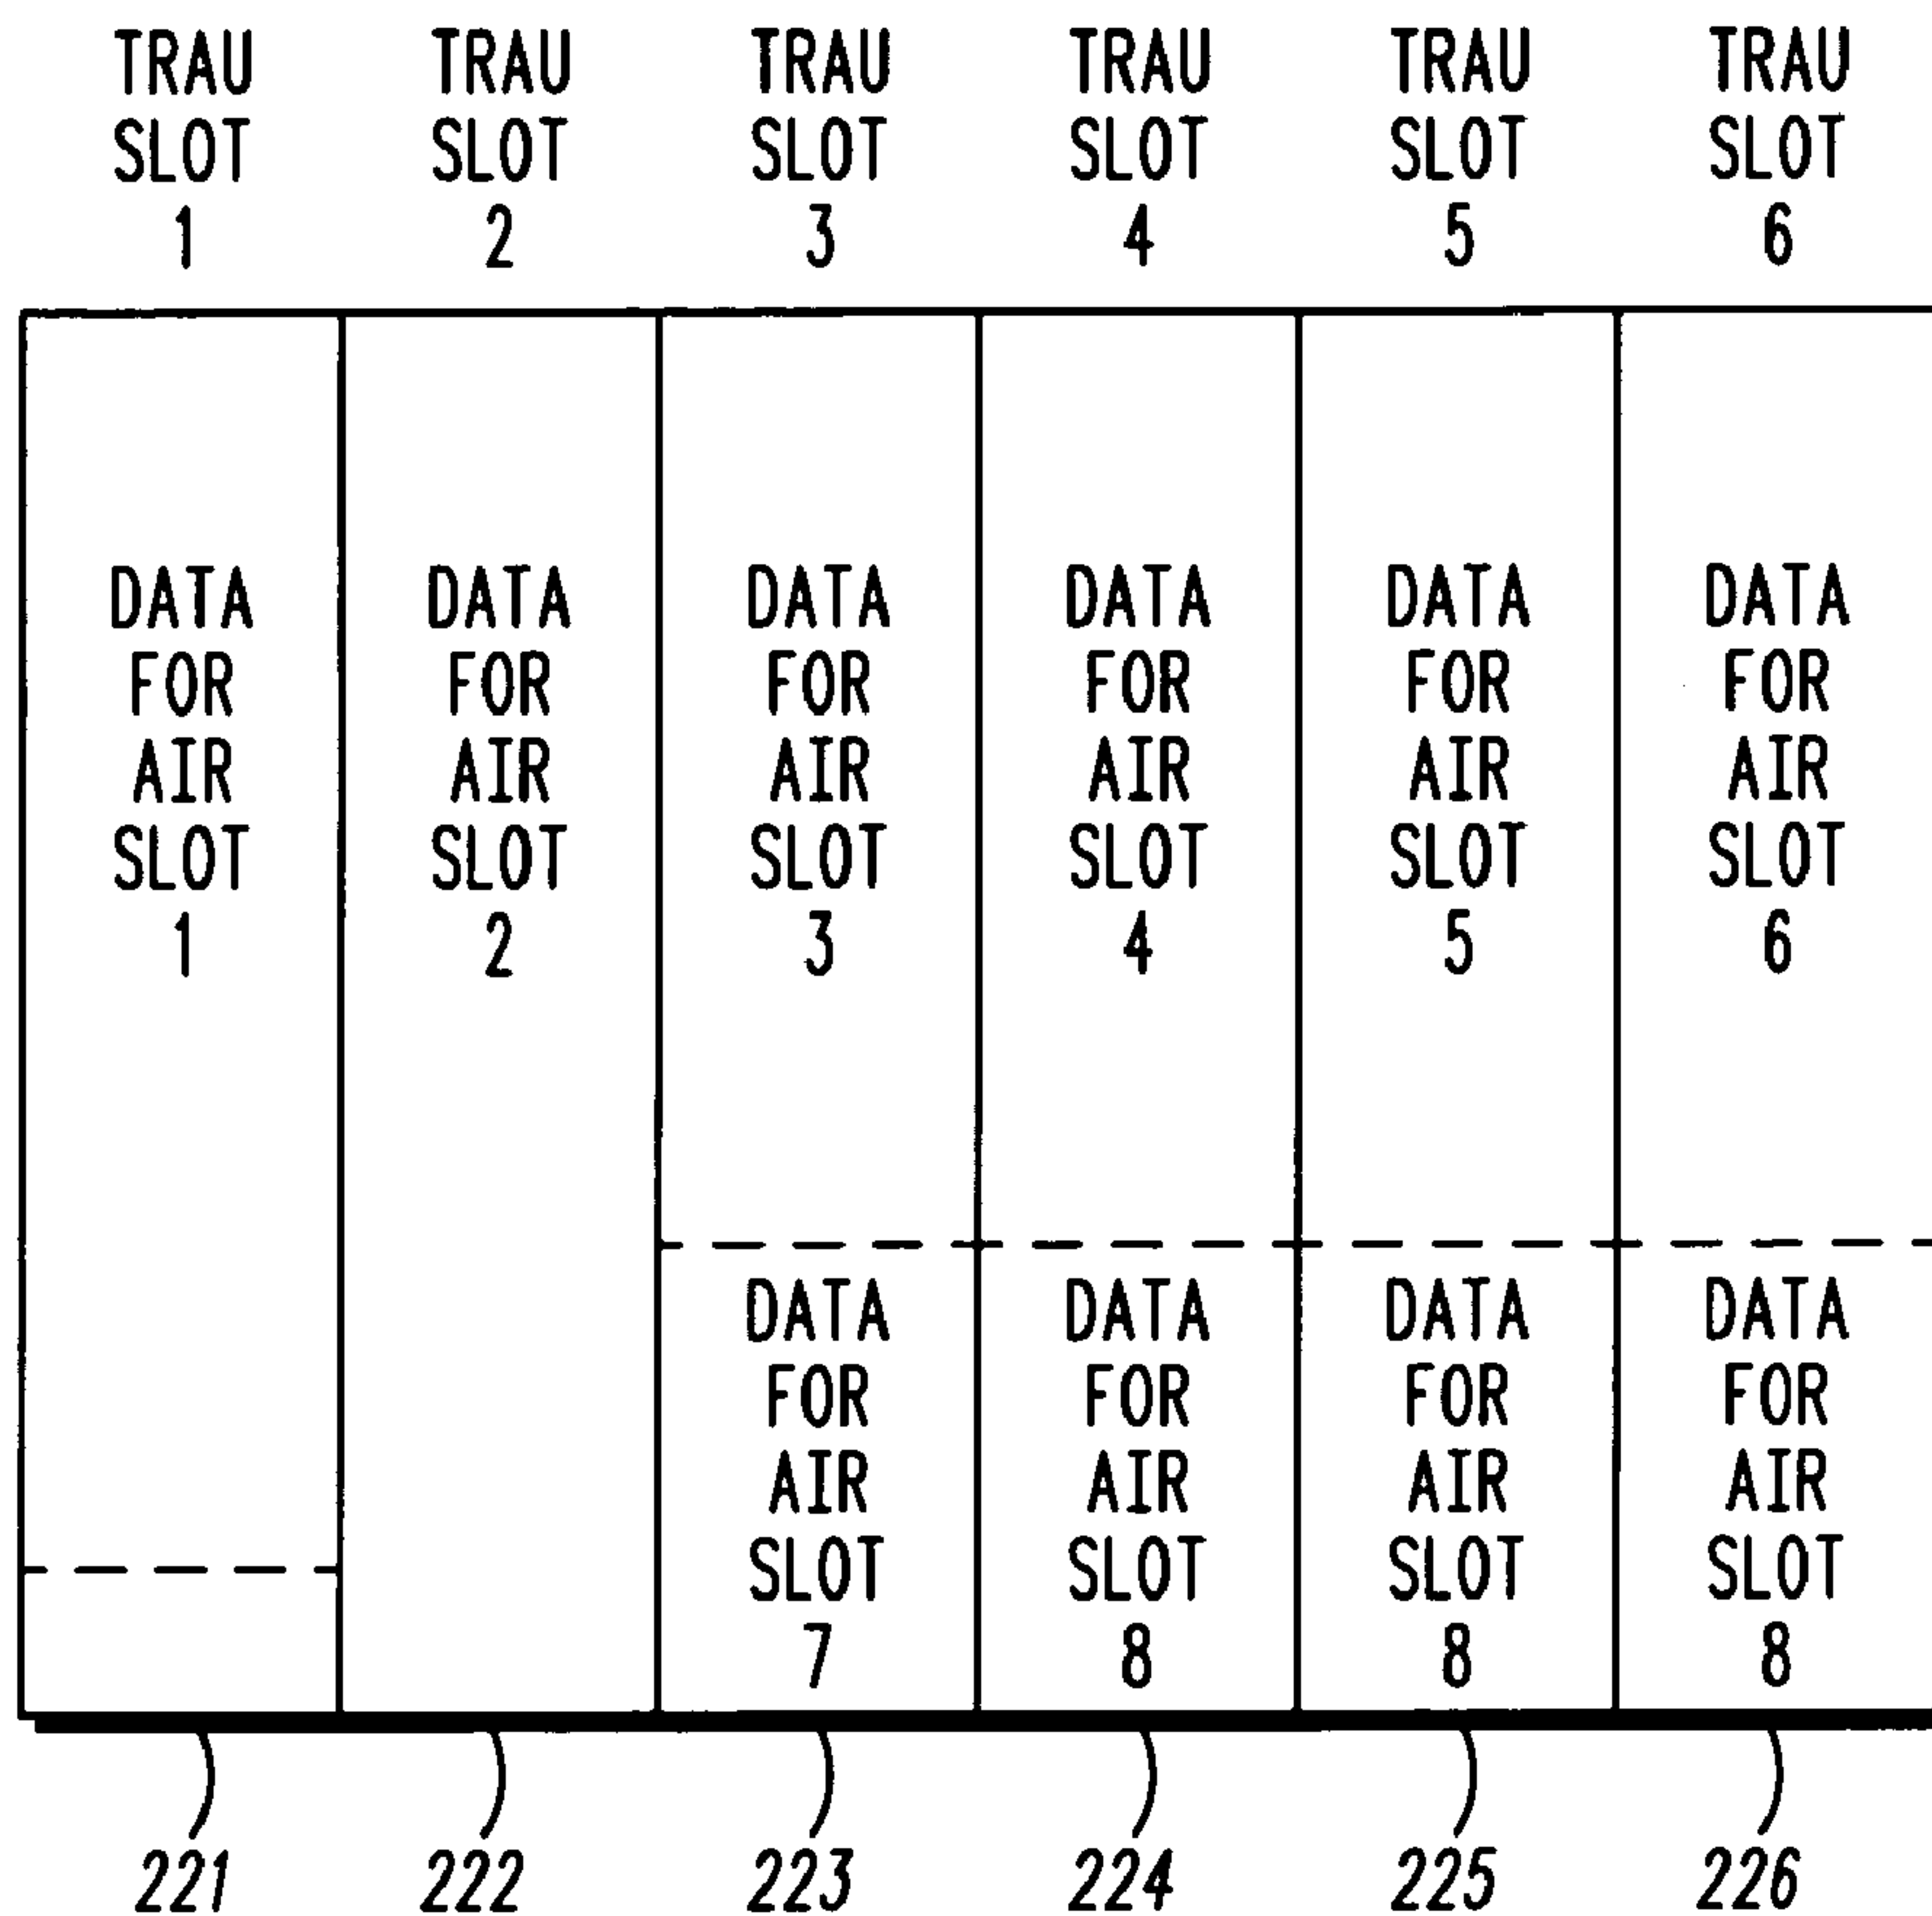 TRAU
SLOT
1
TRAU
SLOT
2
TRAU
SLOT
3
TRAU
SLOT
4
TRAU
SLOT
5
TRAU
SLOT
6
DATA
FOR
AIR
SLOT
1
DATA
FOR
AIR
SLOT
2
DATA
FOR
AIR
SLOT
3
DATA
FOR
AIR
SLOT
4
DATA
FOR
AIR
SLOT
5
DATA
FOR
AIR
SLOT
6
DATA
FOR
AIR
SLOT
7
DATA
FOR
AIR
SLOT
8
DATA
FOR
AIR
SLOT
8
DATA
FOR
AIR
SLOT
8
221
222
223
224
225
226